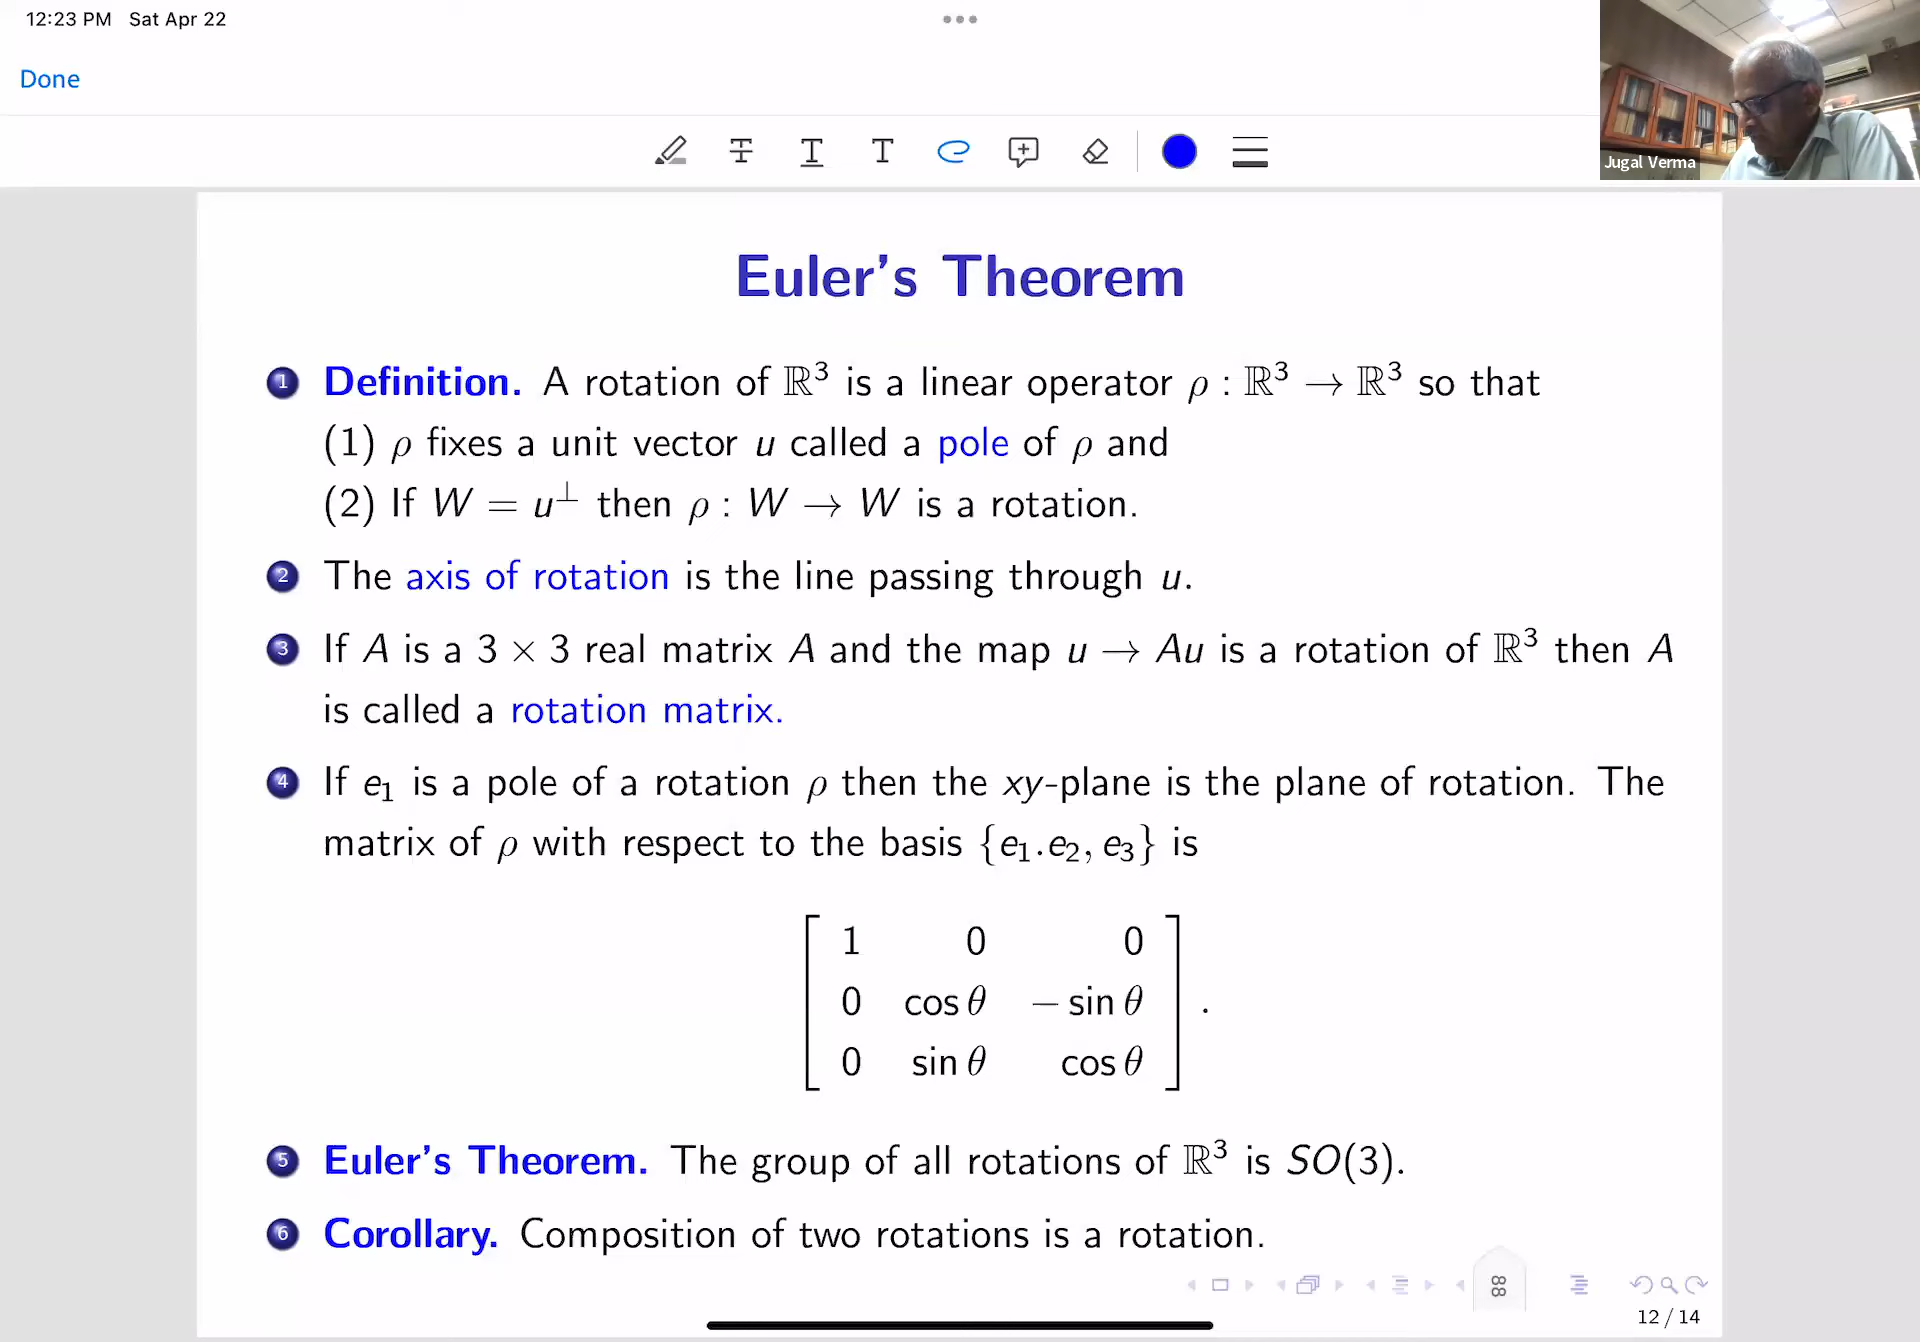 12:23 PM Sat Apr 22
Done
Jugal Verma
Euler's Theorem
1 Definition. A rotation of ℝ³ is a linear operator ρ : ℝ³ → ℝ³ so that
(1) ρ fixes a unit vector u called a pole of ρ and
(2) If W = u⊥ then ρ : W → W is a rotation.
2 The axis of rotation is the line passing through u.
3 If A is a 3 × 3 real matrix A and the map u → Au is a rotation of ℝ³ then A
is called a rotation matrix.
4 If e₁ is a pole of a rotation ρ then the xy-plane is the plane of rotation. The
matrix of ρ with respect to the basis {e₁.e₂, e₃} is
1 0 0
0 cos θ − sin θ
0 sin θ cos θ .
5 Euler's Theorem. The group of all rotations of ℝ³ is SO(3).
6 Corollary. Composition of two rotations is a rotation.
12 / 14